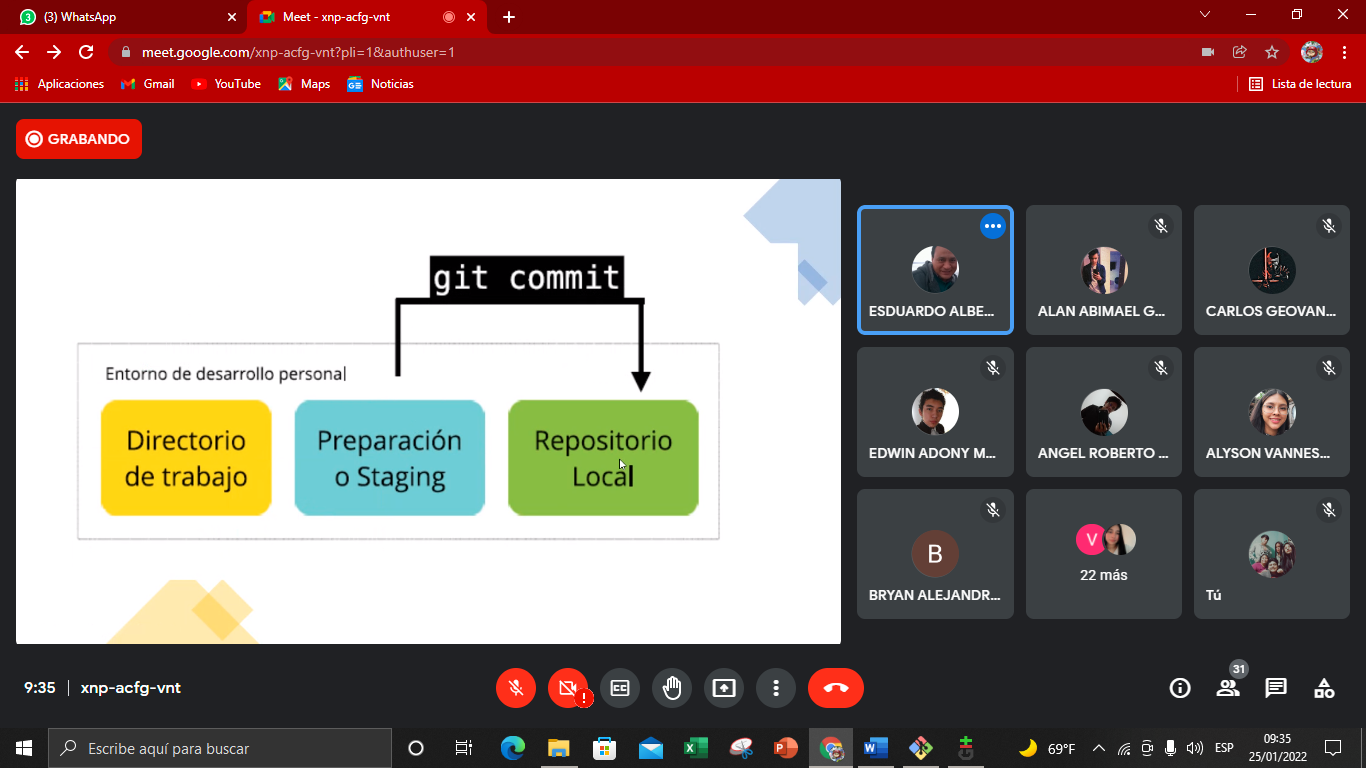 (3) WhatsApp
Meet - xnp-acfg-vnt
meet.google.com/xnp-acfg-vnt?pli=1&authuser=1
Aplicaciones
Gmail
YouTube
Maps
Noticias
Lista de lectura
GRABANDO
git commit
Entorno de desarrollo personal
Directorio
de trabajo
Preparación
o Staging
Repositorio
Local
ESDUARDO ALBE...
ALAN ABIMAEL G...
CARLOS GEOVAN...
EDWIN ADONY M...
ANGEL ROBERTO ...
ALYSON VANNES...
B
BRYAN ALEJANDR...
V
22 más
Tú
9:35 | xnp-acfg-vnt
31
Escribe aquí para buscar
69°F
ESP
09:35
25/01/2022